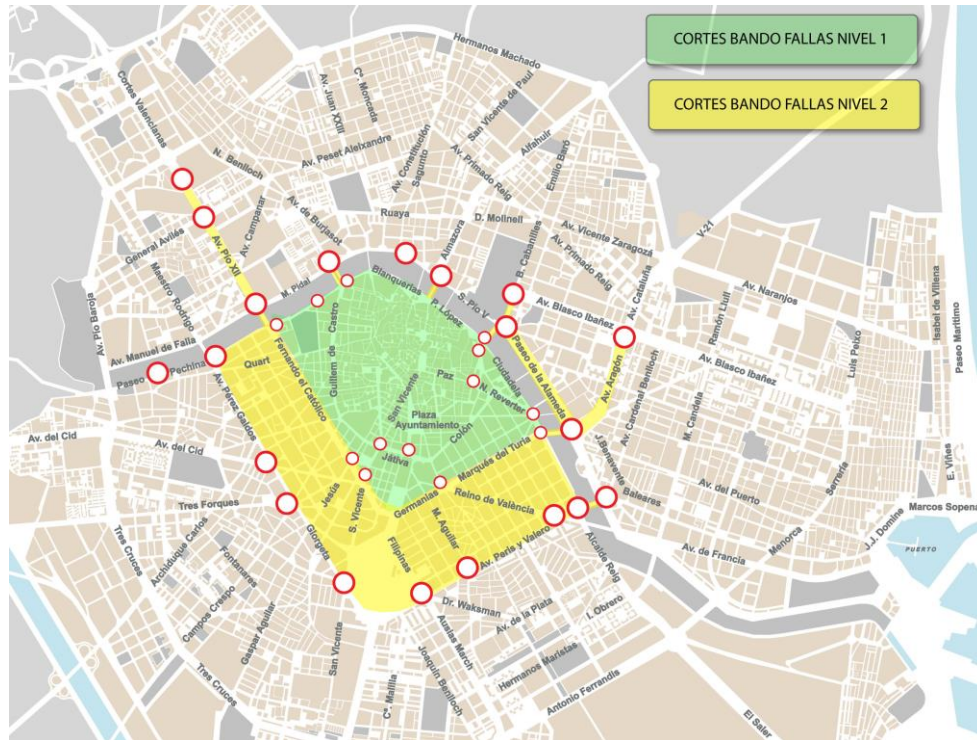 CORTES BANDO FALLAS NIVEL 1
CORTES BANDO FALLAS NIVEL 2
Hermanos Machado
Cortes Valencianas
Av. Juan XXIII
Cº. Moncada
San Vicente de Paul
Alfahuir
Emilio Baró
Av. Peset Aleixandre
Av. Constitución
Sagunto
Av. Primado Reig
N. Benlloch
Av. Campanar
Av. de Burjasot
Ruaya
D. Molinell
Almazora
B. Cabanilles
Av. Vicente Zaragozá
Av. Primado Reig
V-21
General Avilés
Av. Pio XII
Maestro Rodrigo
M. Pidal
Blanquerías
P. López
S. Pío V
Av. Blasco Ibañez
Av. Cataluña
Av. Naranjos
Ramón Llull
Isabel de Villena
Paseo Marítimo
Av. Pío Baroja
Av. Manuel de Falla
Paseo
Pechina
Quart
Fernando el Católico
Guillem de Castro
San Vicente
Paz
Ciudadela
N. Reverter
Paseo de la Alameda
Av. Aragón
Av. Cardenal Benlloch
Av. Blasco Ibañez
Luis Peixo
M. Candela
Plaza
Ayuntamiento
Colón
Játiva
Marqués del Turia
Germanias
Reino de València
Av. Pérez Galdós
Av. del Cid
Av. del Cid
Jesús
S. Vicente
M. Aguilar
Filipinas
Av. Peris y Valero
J.Benavente
Baleares
Av. del Puerto
Serrería
E. Viñes
Marcos Sopena
J.J. Domine
PUERTO
Menorca
Av. de Francia
Alcalde Reig
Tres Forques
Tres Cruces
Archiduque Carlos
Fontanares
Campos Crespo
Gaspar Aguilar
Giorgeta
San Vicente
Tres Cruces
Cº. Malilla
Joaquín Benlloch
Ausias March
Dr. Waksman
Av. de la Plata
I. Obrero
Hermanos Maristas
Antonio Ferrandis
El Saler